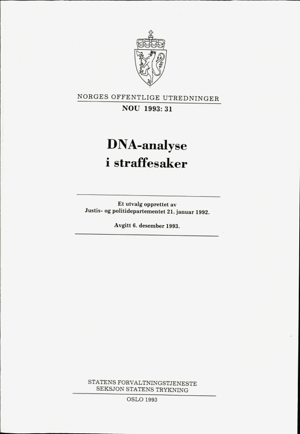 NORGES OFFENTLIGE UTREDNINGER
NOU 1993: 31
DNA-analyse
i straffesaker
Et utvalg opprettet av
Justis- og politidepartementet 21. januar 1992.
Avgitt 6. desember 1993.
STATENS FORVALTNINGSTJENESTE
SEKSJON STATENS TRYKNING
OSLO 1993